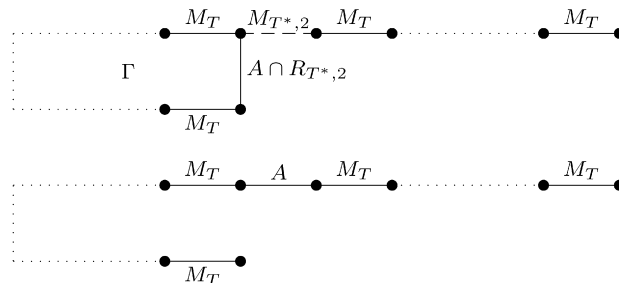 M_T M_{T*,2} M_T M_T
Γ A ∩ R_{T*,2}
M_T
M_T A M_T M_T
M_T